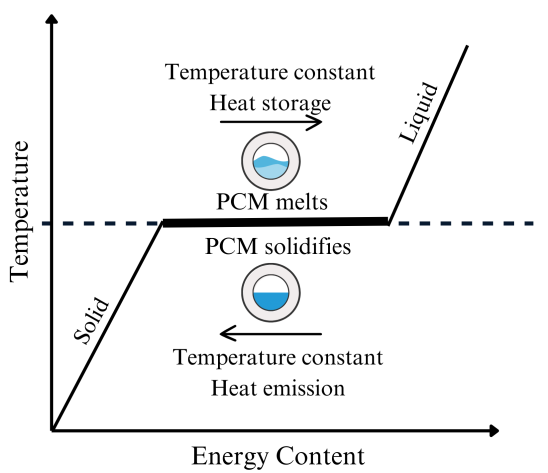 Temperature constant
Heat storage
Liquid
PCM melts
Temperature
PCM solidifies
Solid
Temperature constant
Heat emission
Energy Content